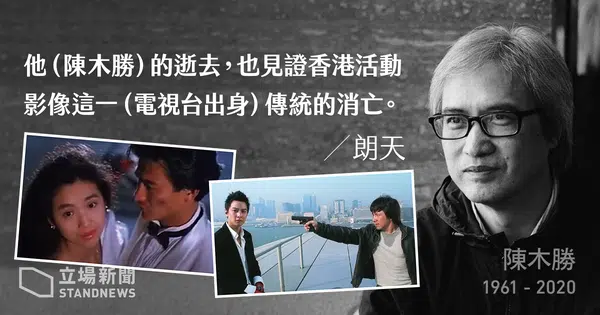 他（陳木勝）的逝去，也見證香港活動
影像這一（電視台出身）傳統的消亡。
／朗天
立場新聞
STANDNEWS
陳木勝
1961 - 2020